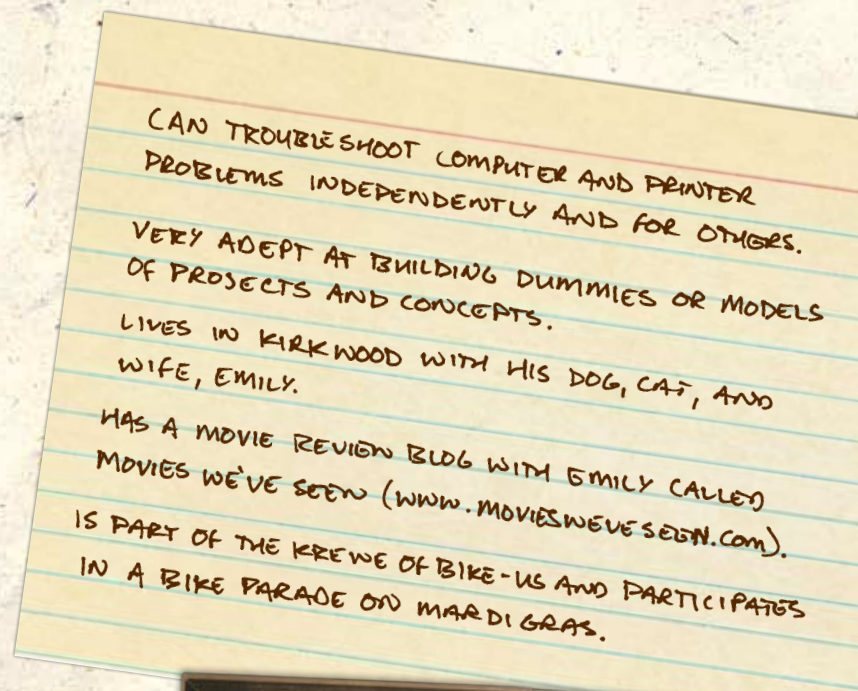 CAN TROUBLESHOOT COMPUTER AND PRINTER
PROBLEMS INDEPENDENTLY AND FOR OTHERS.
VERY ADEPT AT BUILDING DUMMIES OR MODELS
OF PROJECTS AND CONCEPTS.
LIVES IN KIRKWOOD WITH HIS DOG, CAT, AND
WIFE, EMILY.
HAS A MOVIE REVIEW BLOG WITH EMILY CALLED
MOVIES WE'VE SEEN (WWW.MOVIESWEVESEEN.COM).
IS PART OF THE KREWE OF BIKE-US AND PARTICIPATES
IN A BIKE PARADE ON MARDI GRAS.